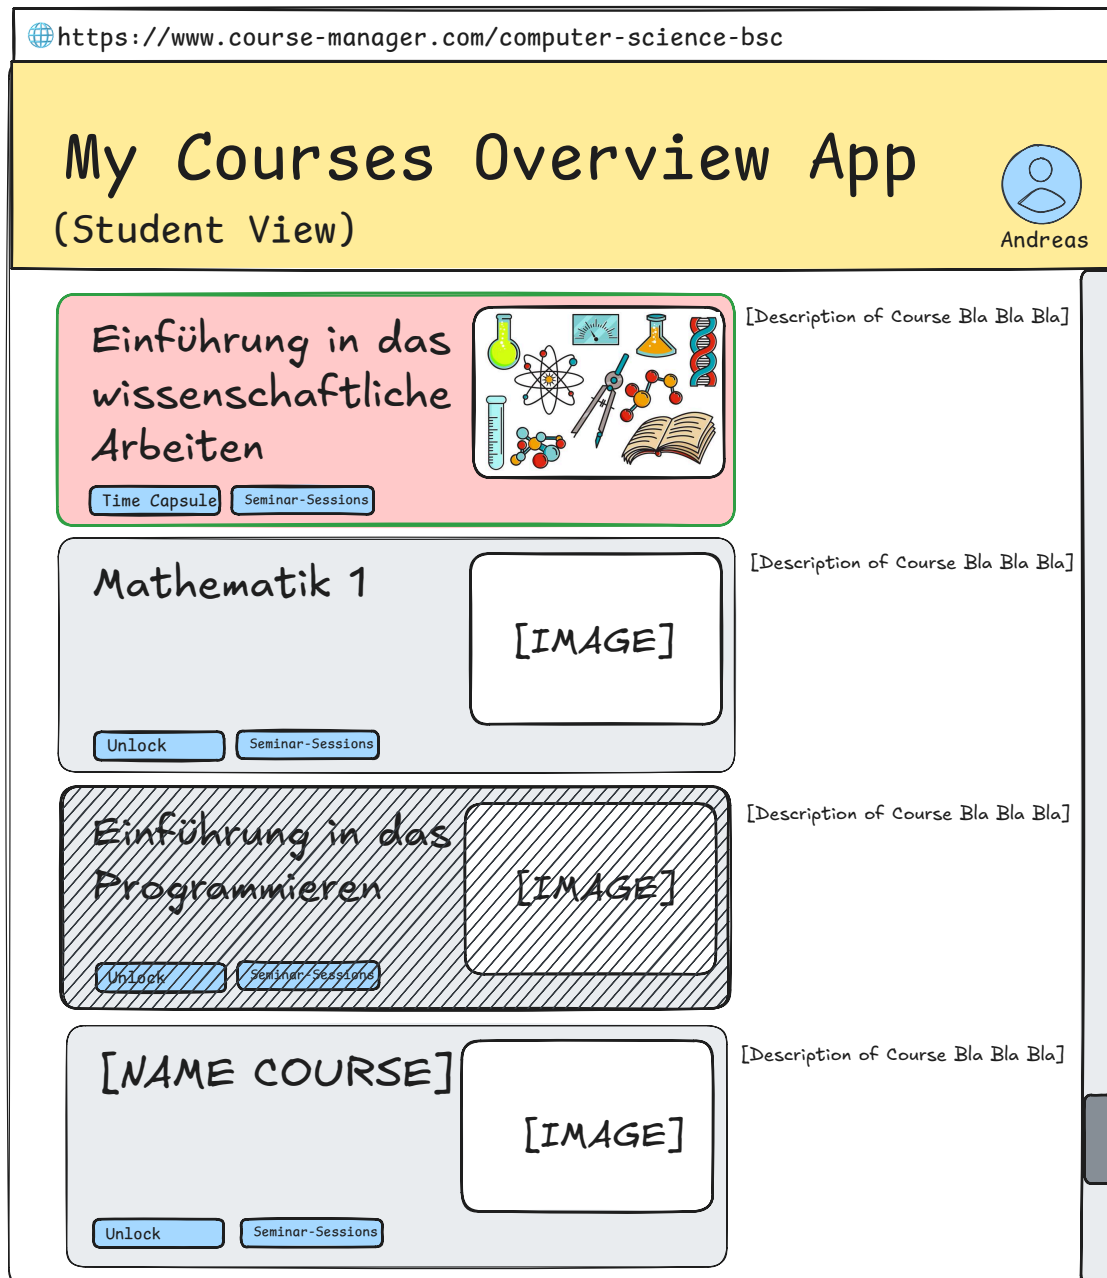 https://www.course-manager.com/computer-science-bsc
My Courses Overview App
(Student View)
Andreas
Einführung in das
wissenschaftliche
Arbeiten
Time Capsule
Seminar-Sessions
[Description of Course Bla Bla Bla]
Mathematik 1
[IMAGE]
Unlock
Seminar-Sessions
[Description of Course Bla Bla Bla]
Einführung in das
Programmieren
[IMAGE]
Unlock
Seminar-Sessions
[Description of Course Bla Bla Bla]
[NAME COURSE]
[IMAGE]
Unlock
Seminar-Sessions
[Description of Course Bla Bla Bla]